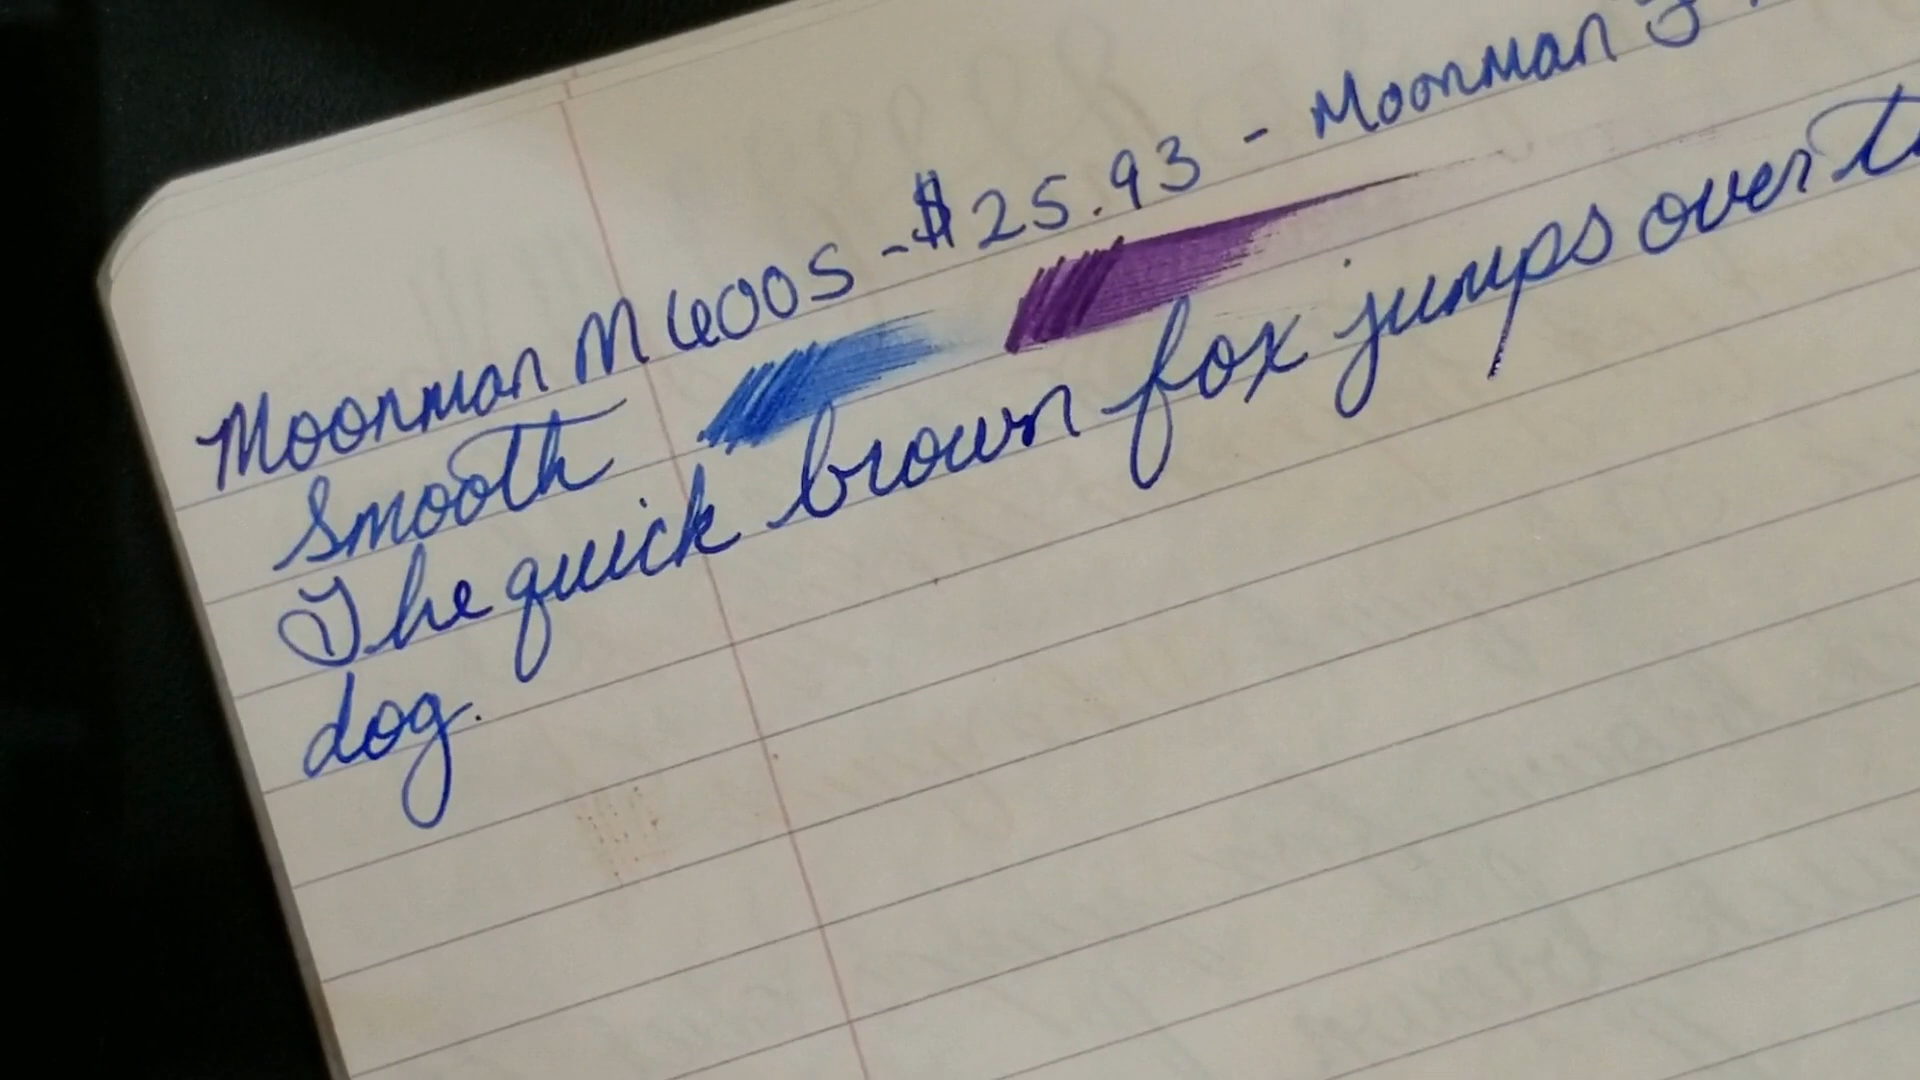 Moonman M600S - $25.93 - Moonman F
Smooth
The quick brown fox jumps over
dog.